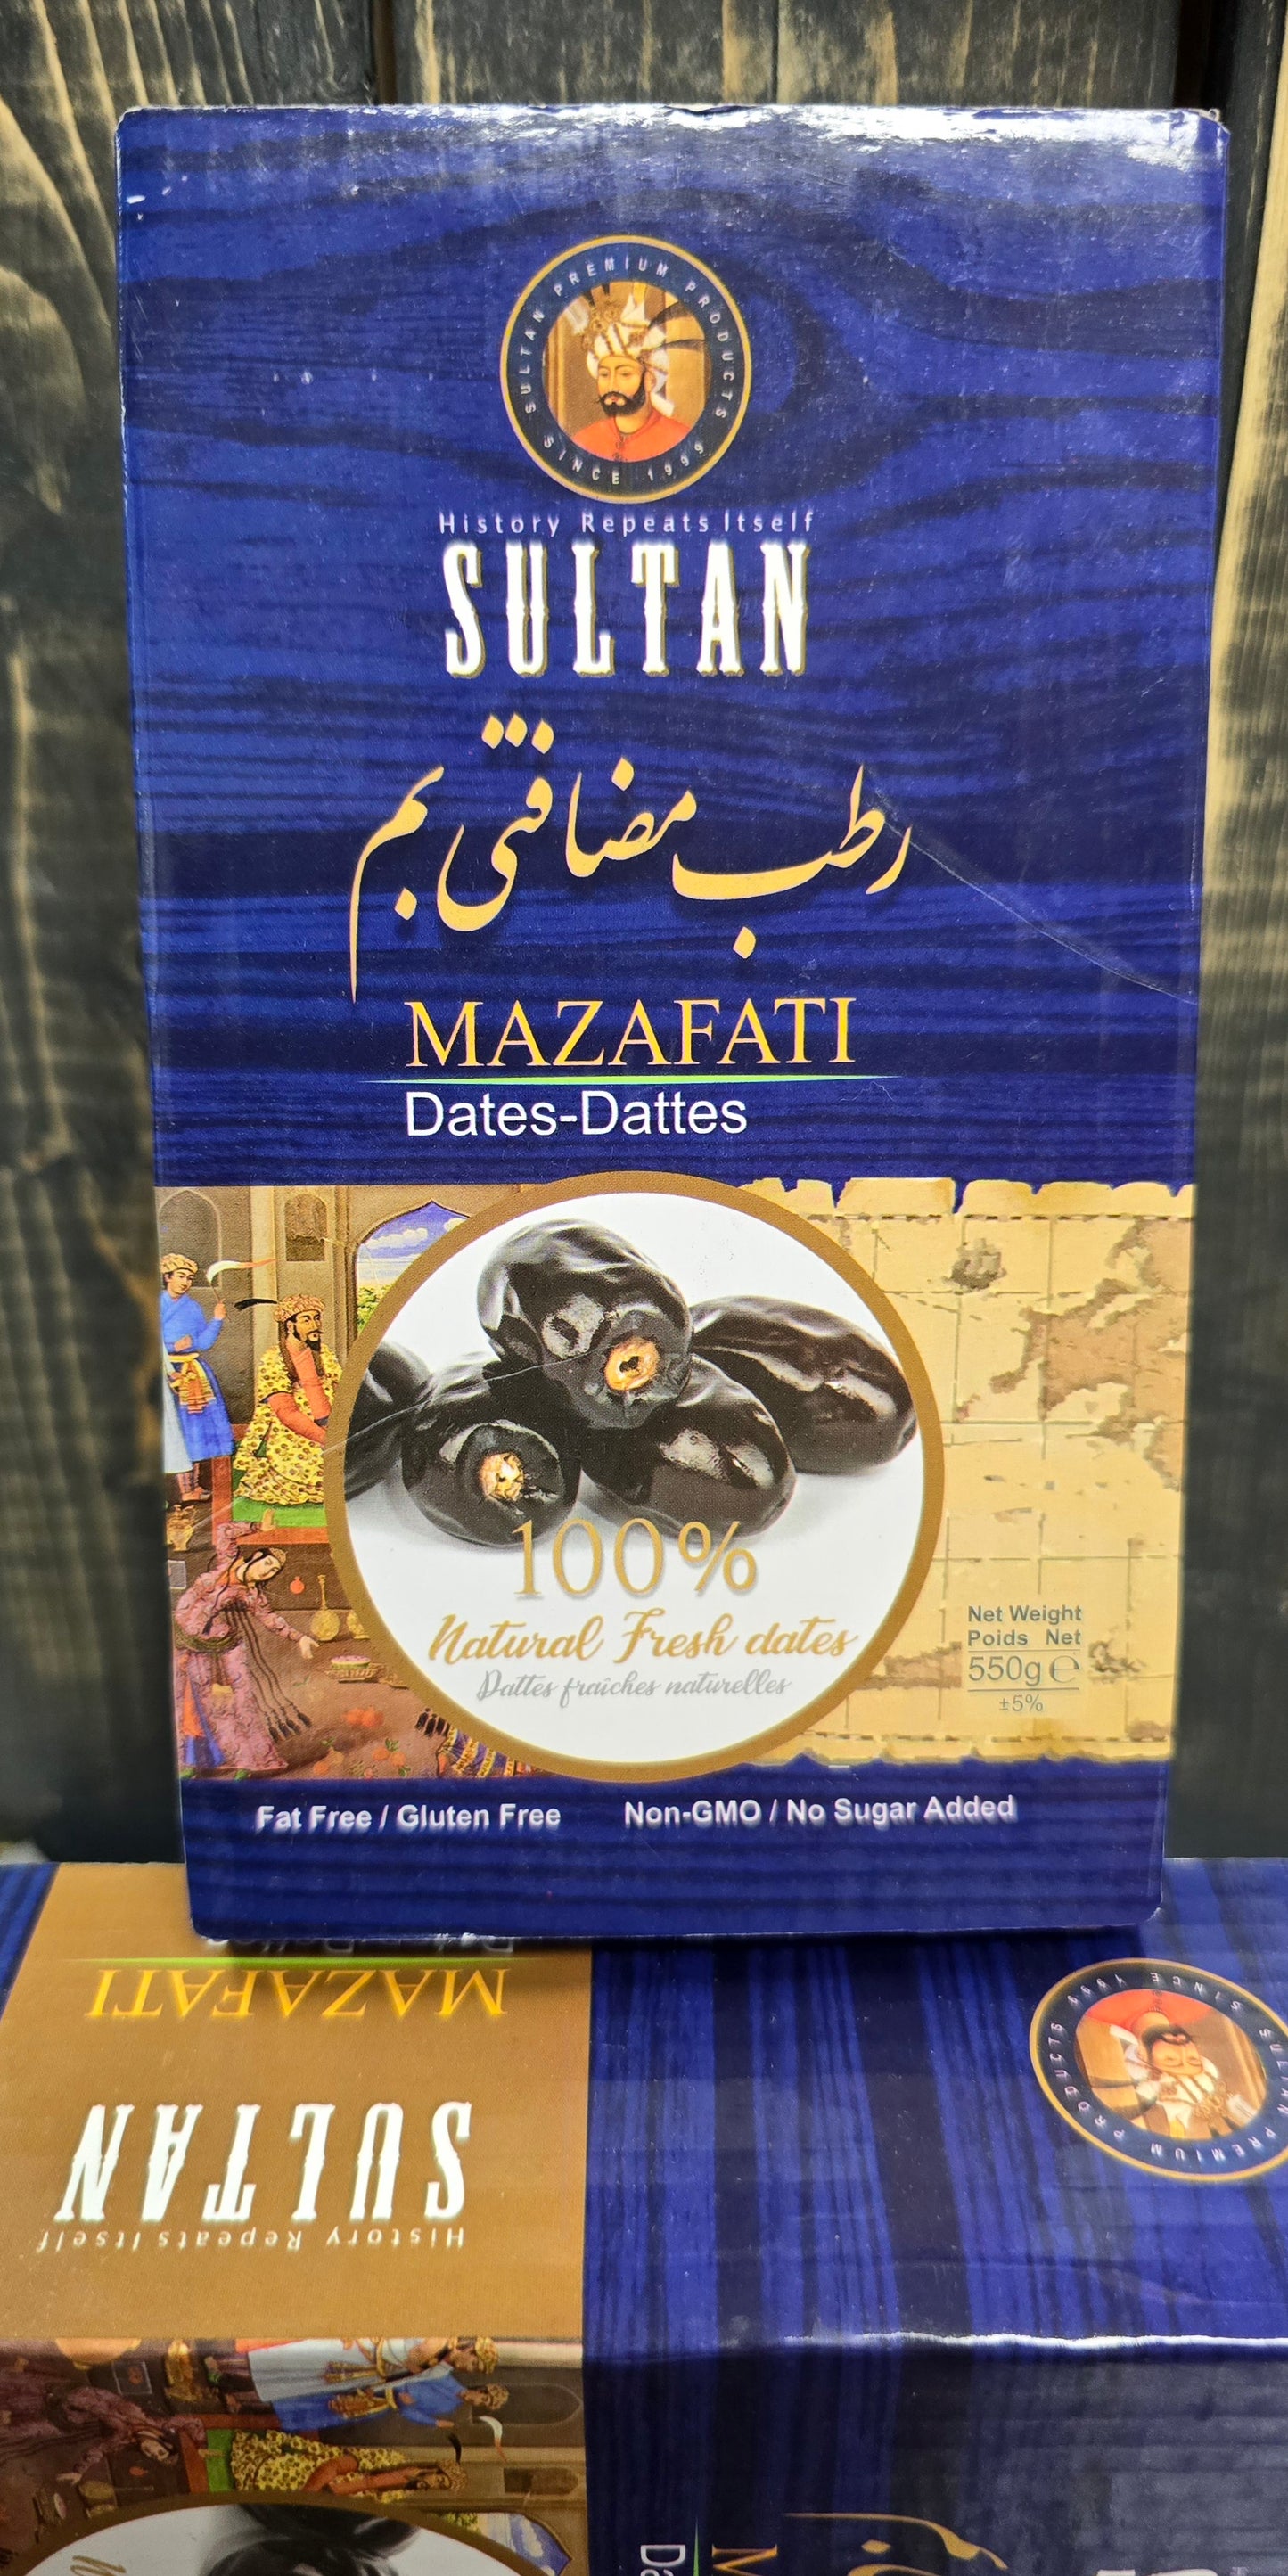 SULTAN PREMIUM PRODUCTS
SINCE 1999
History Repeats Itself
SULTAN
رطب مضافتی بم
MAZAFATI
Dates-Dattes
100%
Natural Fresh dates
Dattes fraîches naturelles
Net Weight
Poids Net
550g ℮
±5%
Fat Free / Gluten Free
Non-GMO / No Sugar Added
MAZAFATI
SULTAN
History Repeats Itself
SULTAN PREMIUM PRODUCTS
SINCE 1999